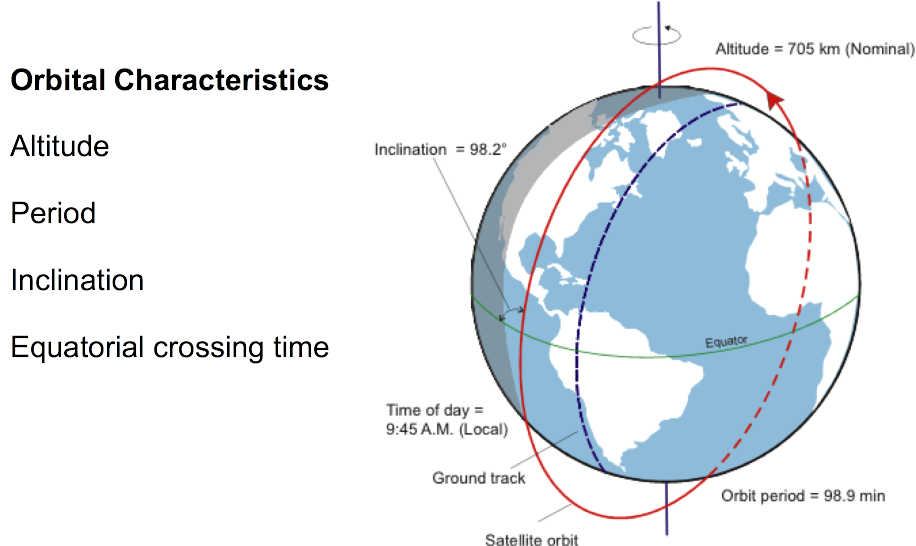 Orbital Characteristics
Altitude
Period
Inclination
Equatorial crossing time
Altitude = 705 km (Nominal)
Inclination = 98.2°
Equator
Time of day =
9:45 A.M. (Local)
Ground track
Orbit period = 98.9 min
Satellite orbit